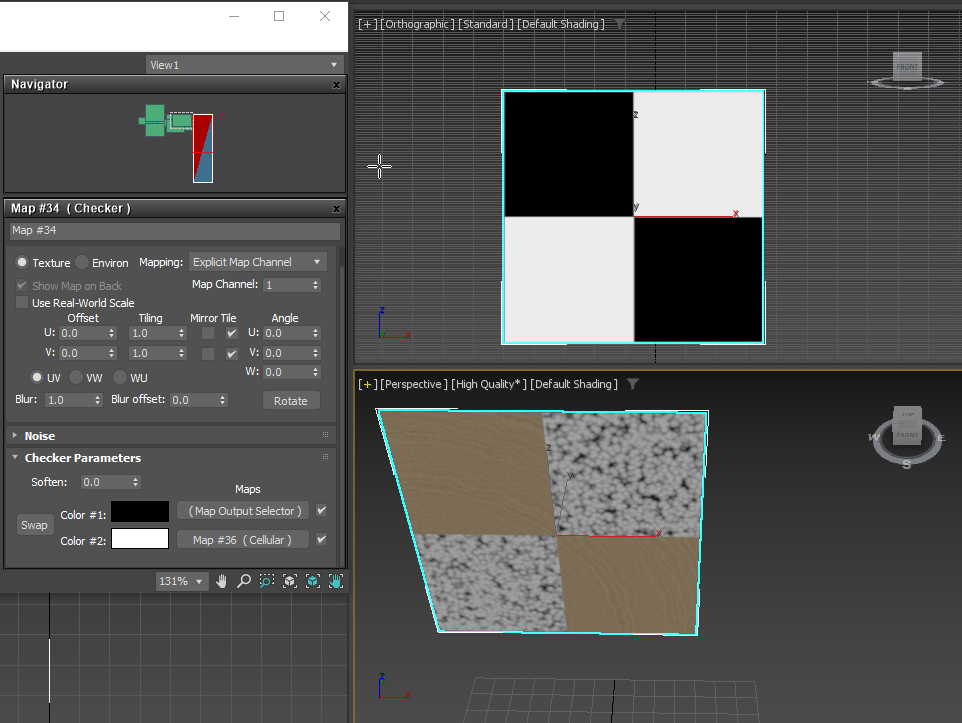 View1
Navigator
x
Map #34 ( Checker )
x
Map #34
Texture Environ Mapping: Explicit Map Channel
Show Map on Back Map Channel: 1
Use Real-World Scale
Offset Tiling Mirror Tile Angle
U: 0.0 1.0 U: 0.0
V: 0.0 1.0 V: 0.0
W: 0.0
UV VW WU
Blur: 1.0 Blur offset: 0.0 Rotate
Noise
Checker Parameters
Soften: 0.0
Maps
Swap
Color #1: ( Map Output Selector )
Color #2: Map #36 ( Cellular )
131%
[+] [Orthographic ] [Standard ] [Default Shading ]
FRONT
z
y
x
z
y
x
[+] [Perspective ] [High Quality* ] [Default Shading ]
FRONT
W
E
S
z
y
x
z
x